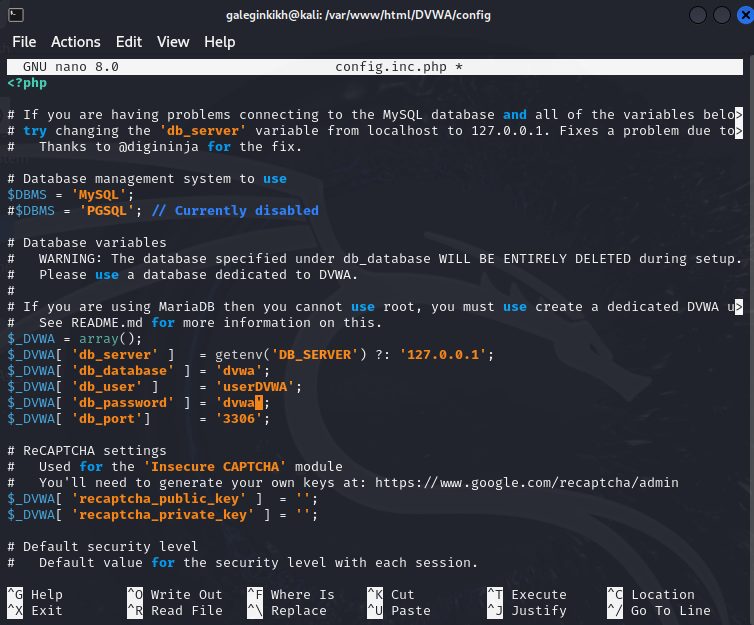 galeginkikh@kali: /var/www/html/DVWA/config
File Actions Edit View Help
GNU nano 8.0 config.inc.php *
<?php
# If you are having problems connecting to the MySQL database and all of the variables belo>
# try changing the 'db_server' variable from localhost to 127.0.0.1. Fixes a problem due to>
#   Thanks to @digininja for the fix.
# Database management system to use
$DBMS = 'MySQL';
#$DBMS = 'PGSQL'; // Currently disabled
# Database variables
#   WARNING: The database specified under db_database WILL BE ENTIRELY DELETED during setup.
#   Please use a database dedicated to DVWA.
#
# If you are using MariaDB then you cannot use root, you must use create a dedicated DVWA u>
#   See README.md for more information on this.
$_DVWA = array();
$_DVWA[ 'db_server' ]   = getenv('DB_SERVER') ?: '127.0.0.1';
$_DVWA[ 'db_database' ] = 'dvwa';
$_DVWA[ 'db_user' ]     = 'userDVWA';
$_DVWA[ 'db_password' ] = 'dvwa';
$_DVWA[ 'db_port']      = '3306';
# ReCAPTCHA settings
#   Used for the 'Insecure CAPTCHA' module
#   You'll need to generate your own keys at: https://www.google.com/recaptcha/admin
$_DVWA[ 'recaptcha_public_key' ]  = '';
$_DVWA[ 'recaptcha_private_key' ] = '';
# Default security level
#   Default value for the security level with each session.
^G Help ^O Write Out ^F Where Is ^K Cut ^T Execute ^C Location
^X Exit ^R Read File ^\ Replace ^U Paste ^J Justify ^/ Go To Line